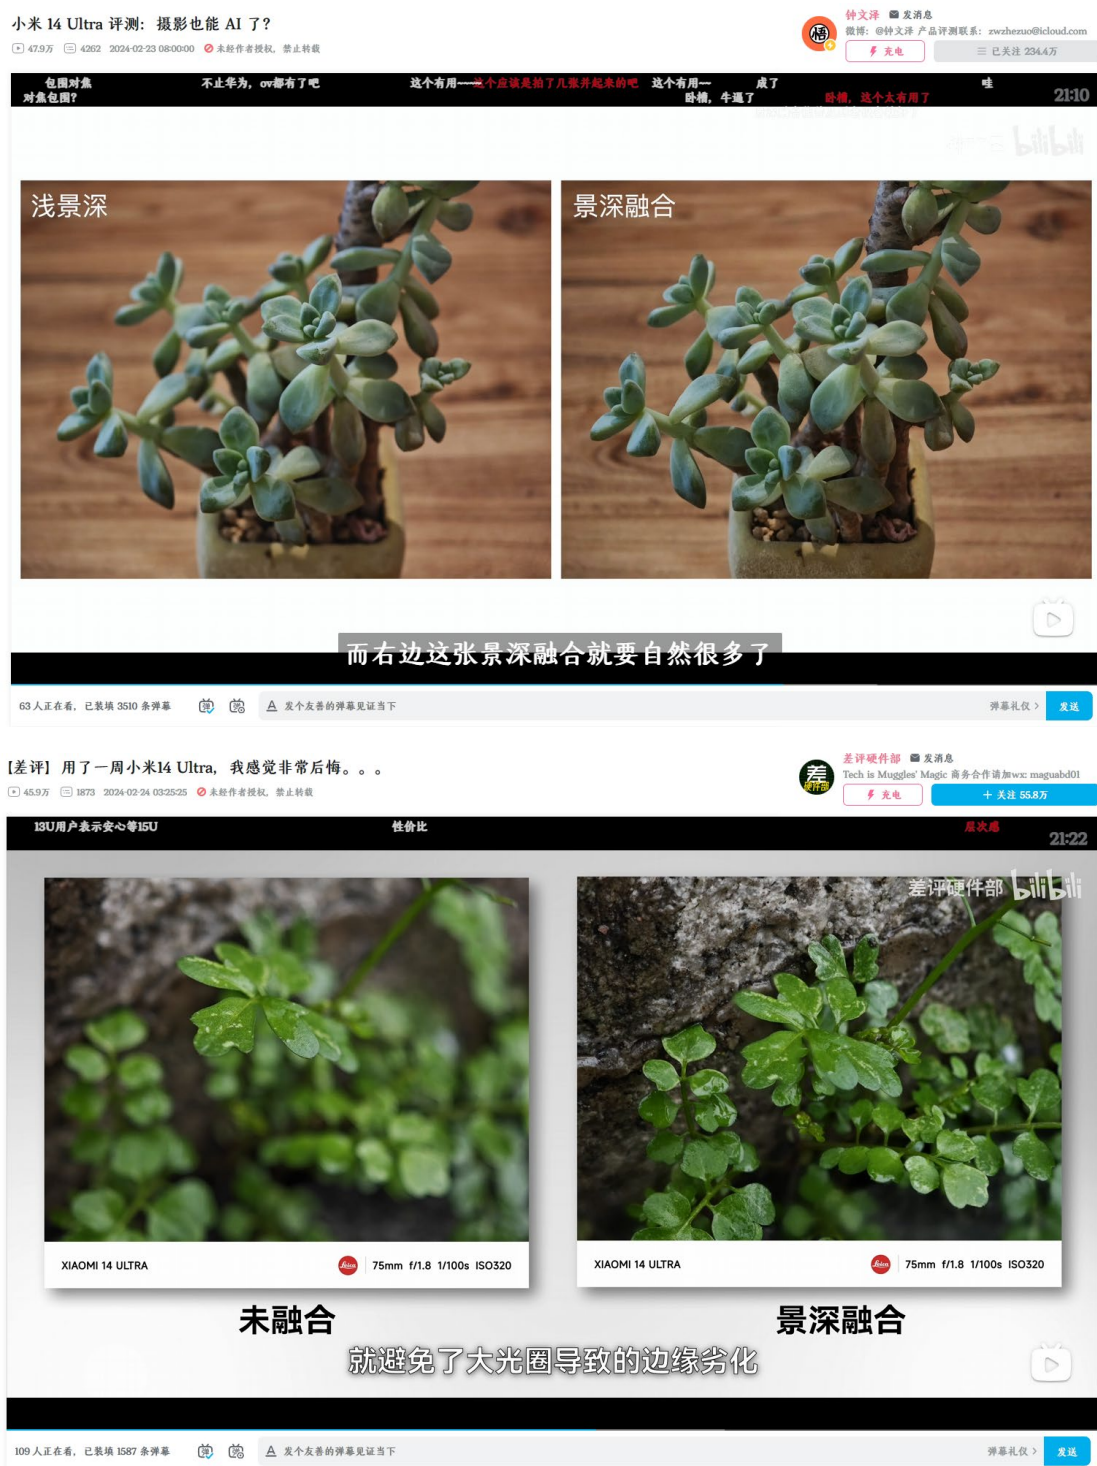 小米 14 Ultra 评测：摄影也能 AI 了？
47.9万 4262 2024-02-23 08:00:00 未经作者授权，禁止转载
钟文泽 发消息
微博：@钟文泽 产品评测联系：zwzhezuo@icloud.com
充电 已关注 234.4万
包围对焦 不止华为，ov都有了吧 这个有用~~~ 这个应该是拍了几张并起来的吧 这个有用~~ 成了 哇
对焦包围？ 卧槽，牛逼了 卧槽，这个太有用了 21:10
bilibili
浅景深 景深融合
而右边这张景深融合就要自然很多了
63 人正在看，已装填 3510 条弹幕 弹 弹 A 发个友善的弹幕见证当下 弹幕礼仪 > 发送
【差评】用了一周小米14 Ultra，我感觉非常后悔。。。
45.9万 1873 2024-02-24 03:25:25 未经作者授权，禁止转载
差评
硬件部
差评硬件部 发消息
Tech is Muggles' Magic 商务合作请加wx: maguabd01
充电 + 关注 55.8万
13U用户表示安心等15U 性价比 层次感
21:22
差评硬件部 bilibili
XIAOMI 14 ULTRA Leica 75mm f/1.8 1/100s ISO320
XIAOMI 14 ULTRA Leica 75mm f/1.8 1/100s ISO320
未融合 景深融合
就避免了大光圈导致的边缘劣化
109 人正在看，已装填 1587 条弹幕 弹 弹 A 发个友善的弹幕见证当下 弹幕礼仪 > 发送